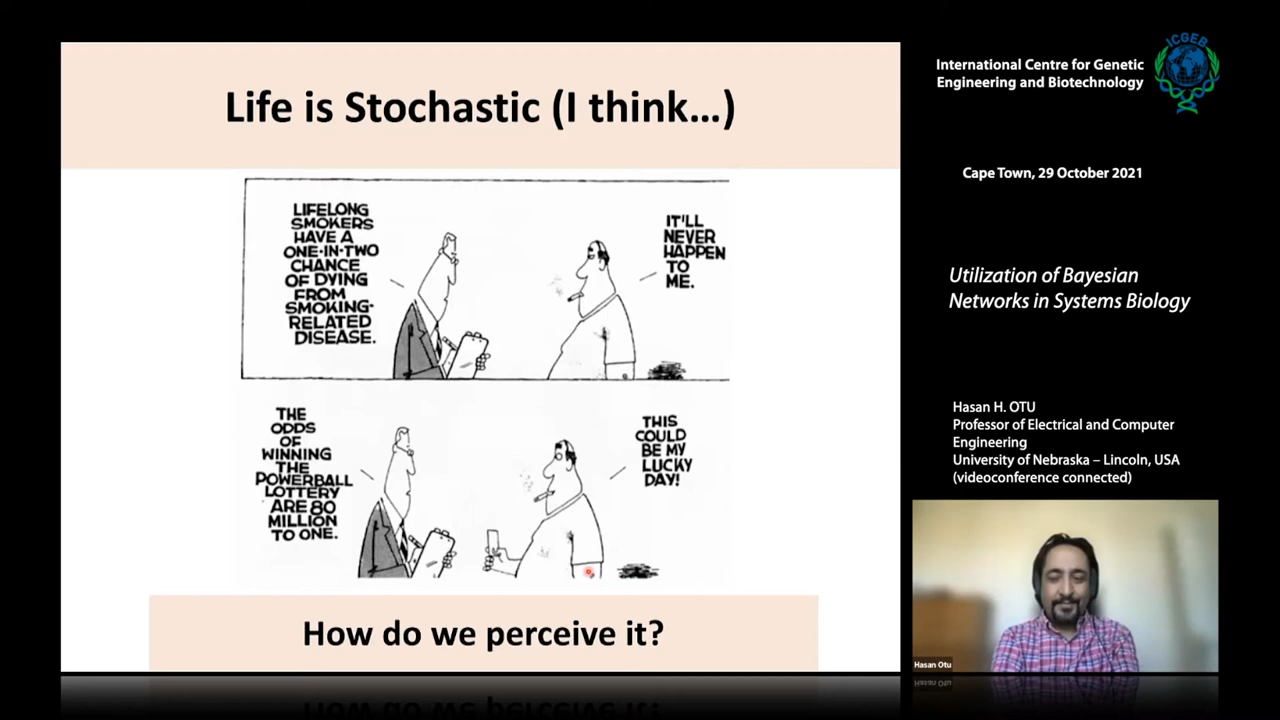 Life is Stochastic (I think...)
LIFELONG
SMOKERS
HAVE A
ONE-IN-TWO
CHANCE
OF DYING
FROM
SMOKING-
RELATED
DISEASE.
IT'LL
NEVER
HAPPEN
TO
ME.
THE
ODDS
OF
WINNING
THE
POWERBALL
LOTTERY
ARE 80
MILLION
TO ONE.
THIS
COULD
BE MY
LUCKY
DAY!
How do we perceive it?
International Centre for Genetic
Engineering and Biotechnology
ICGEB
Cape Town, 29 October 2021
Utilization of Bayesian
Networks in Systems Biology
Hasan H. OTU
Professor of Electrical and Computer
Engineering
University of Nebraska – Lincoln, USA
(videoconference connected)
Hasan Otu